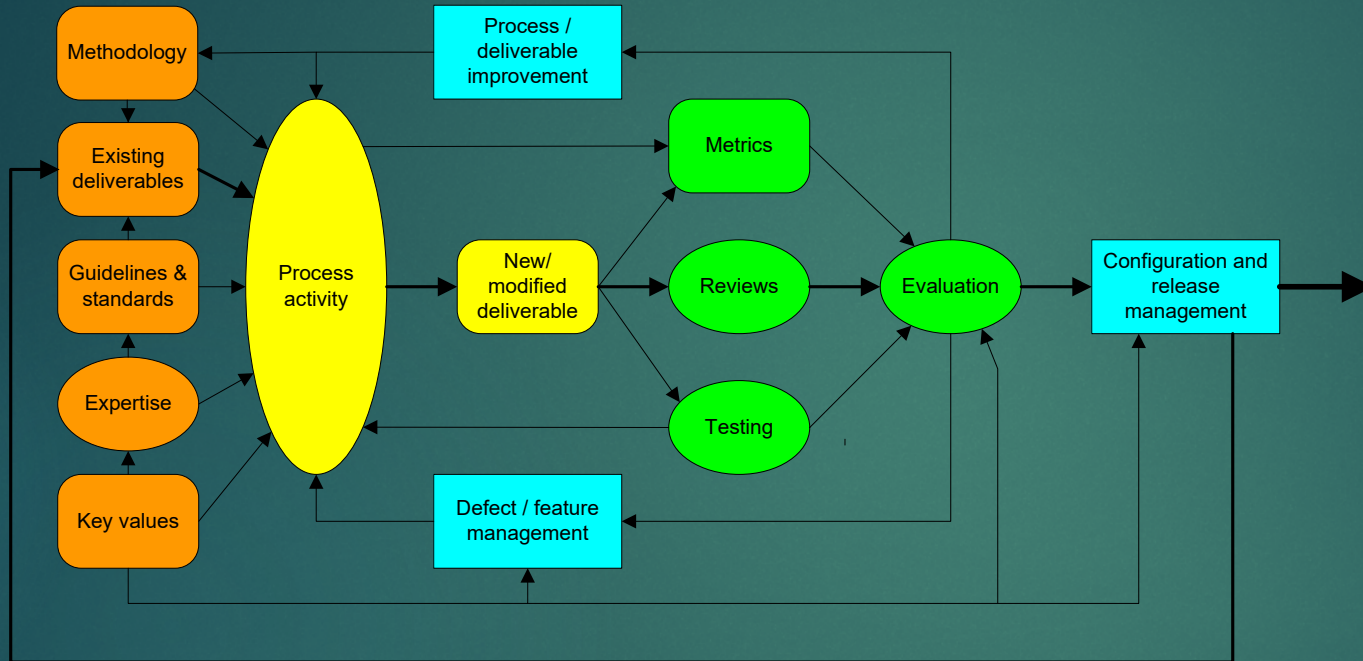 Methodology
Process /
deliverable
improvement
Existing
deliverables
Metrics
Guidelines &
standards
Process
activity
New/
modified
deliverable
Reviews
Evaluation
Configuration and
release
management
Expertise
Testing
Key values
Defect / feature
management